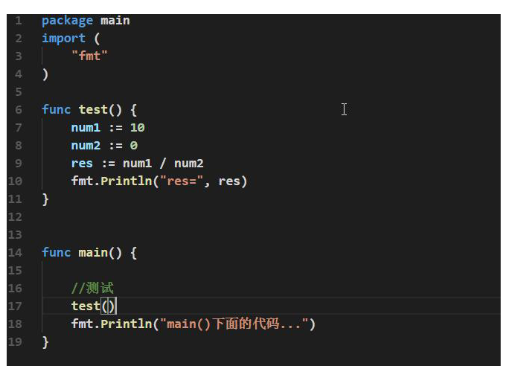 1 package main
2 import (
3     "fmt"
4 )
5
6 func test() {
7     num1 := 10
8     num2 := 0
9     res := num1 / num2
10     fmt.Println("res=", res)
11 }
12
13
14 func main() {
15
16     //测试
17     test()
18     fmt.Println("main()下面的代码...")
19 }